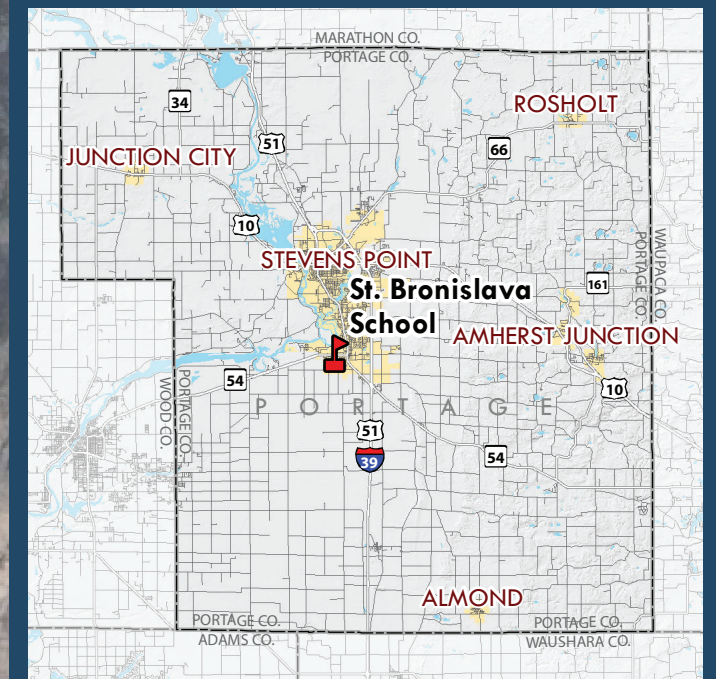 MARATHON CO.
PORTAGE CO.
34
ROSHOLT
51
66
JUNCTION CITY
10
STEVENS POINT
WAUPACA CO.
PORTAGE CO.
161
St. Bronislava
School
AMHERST JUNCTION
54
10
PORTAGE CO.
WOOD CO.
PORTAGE
51
39
54
ALMOND
PORTAGE CO.
ADAMS CO.
PORTAGE CO.
WAUSHARA CO.